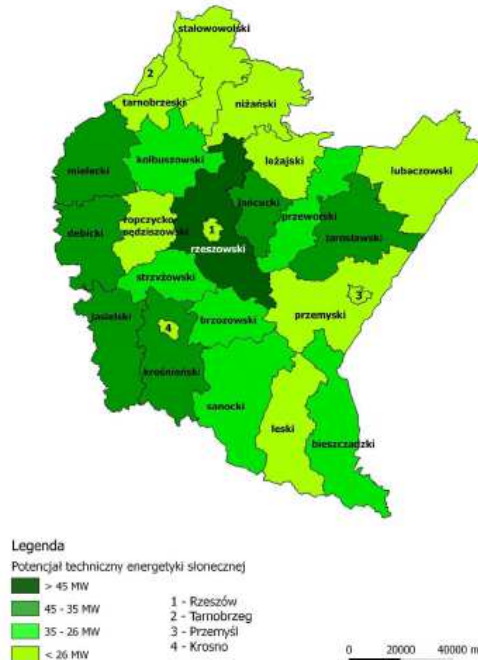 stalowowolski
2
tarnobrzeski
niżański
kolbuszowski
leżajski
mielecki
lubaczowski
łańcucki
ropczycko
przeworski
dębicki
sędziszowski
1
jarosławski
rzeszowski
strzyżowski
3
przemyski
jasielski
4
brzozowski
krośnieński
sanocki
leski
bieszczadzki
Legenda
Potencjał techniczny energetyki słonecznej
> 45 MW
45 - 35 MW
35 - 26 MW
< 26 MW
1 - Rzeszów
2 - Tarnobrzeg
3 - Przemyśl
4 - Krosno
0 20000 40000 m